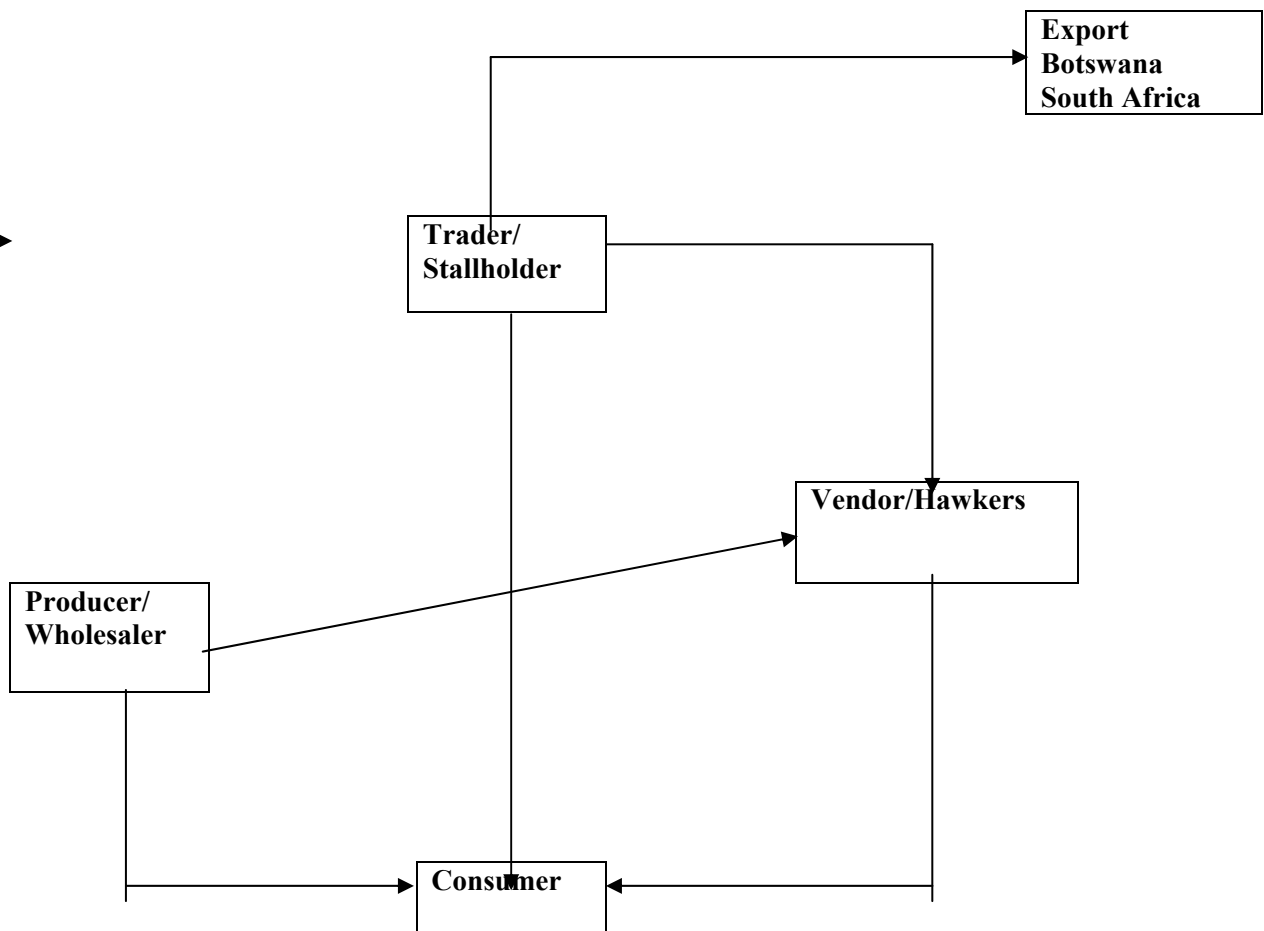 Export
Botswana
South Africa
Trader/
Stallholder
Vendor/Hawkers
Producer/
Wholesaler
Consumer